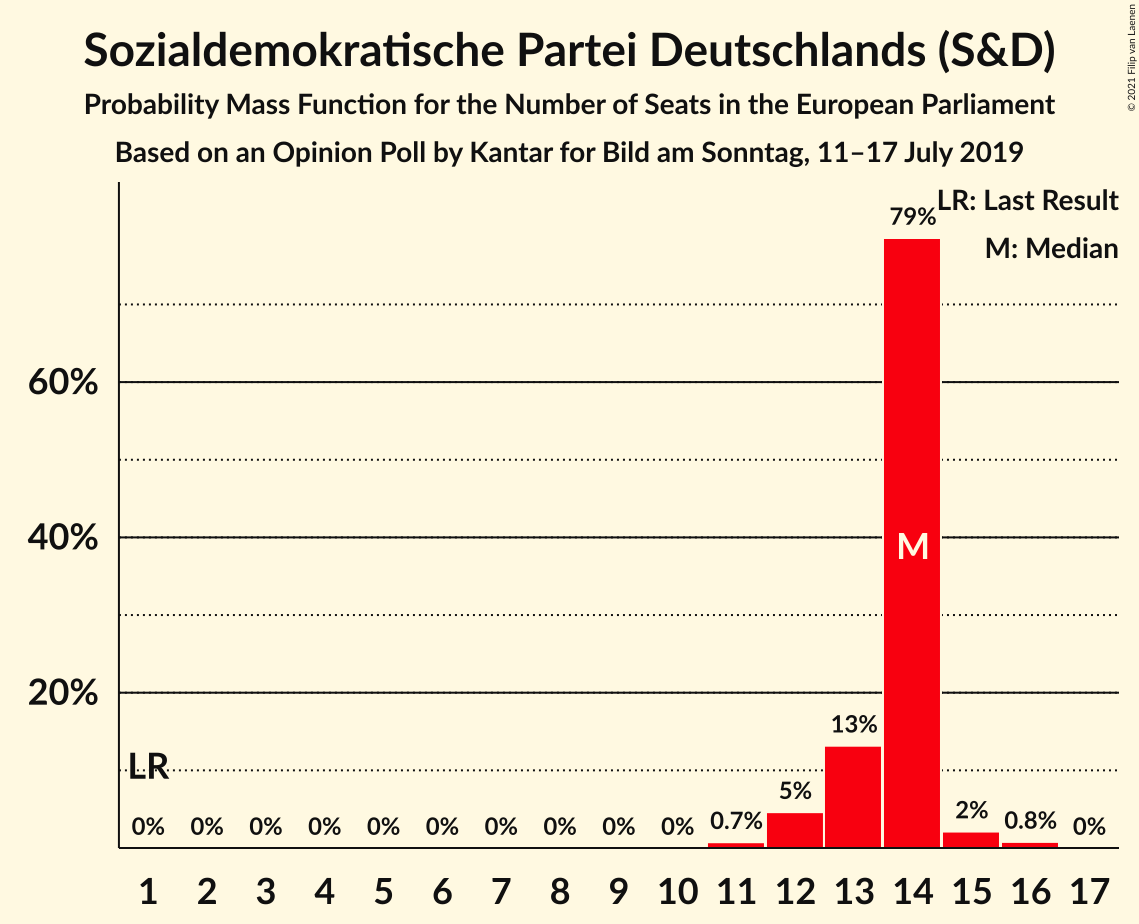 Sozialdemokratische Partei Deutschlands (S&D)
Probability Mass Function for the Number of Seats in the European Parliament
Based on an Opinion Poll by Kantar for Bild am Sonntag, 11–17 July 2019
© 2021 Filip van Laenen
LR: Last Result
M: Median
79%
60%
40%
M
20%
13%
LR
5%
0% 0% 0% 0% 0% 0% 0% 0% 0% 0% 0.7% 2% 0.8% 0%
1 2 3 4 5 6 7 8 9 10 11 12 13 14 15 16 17